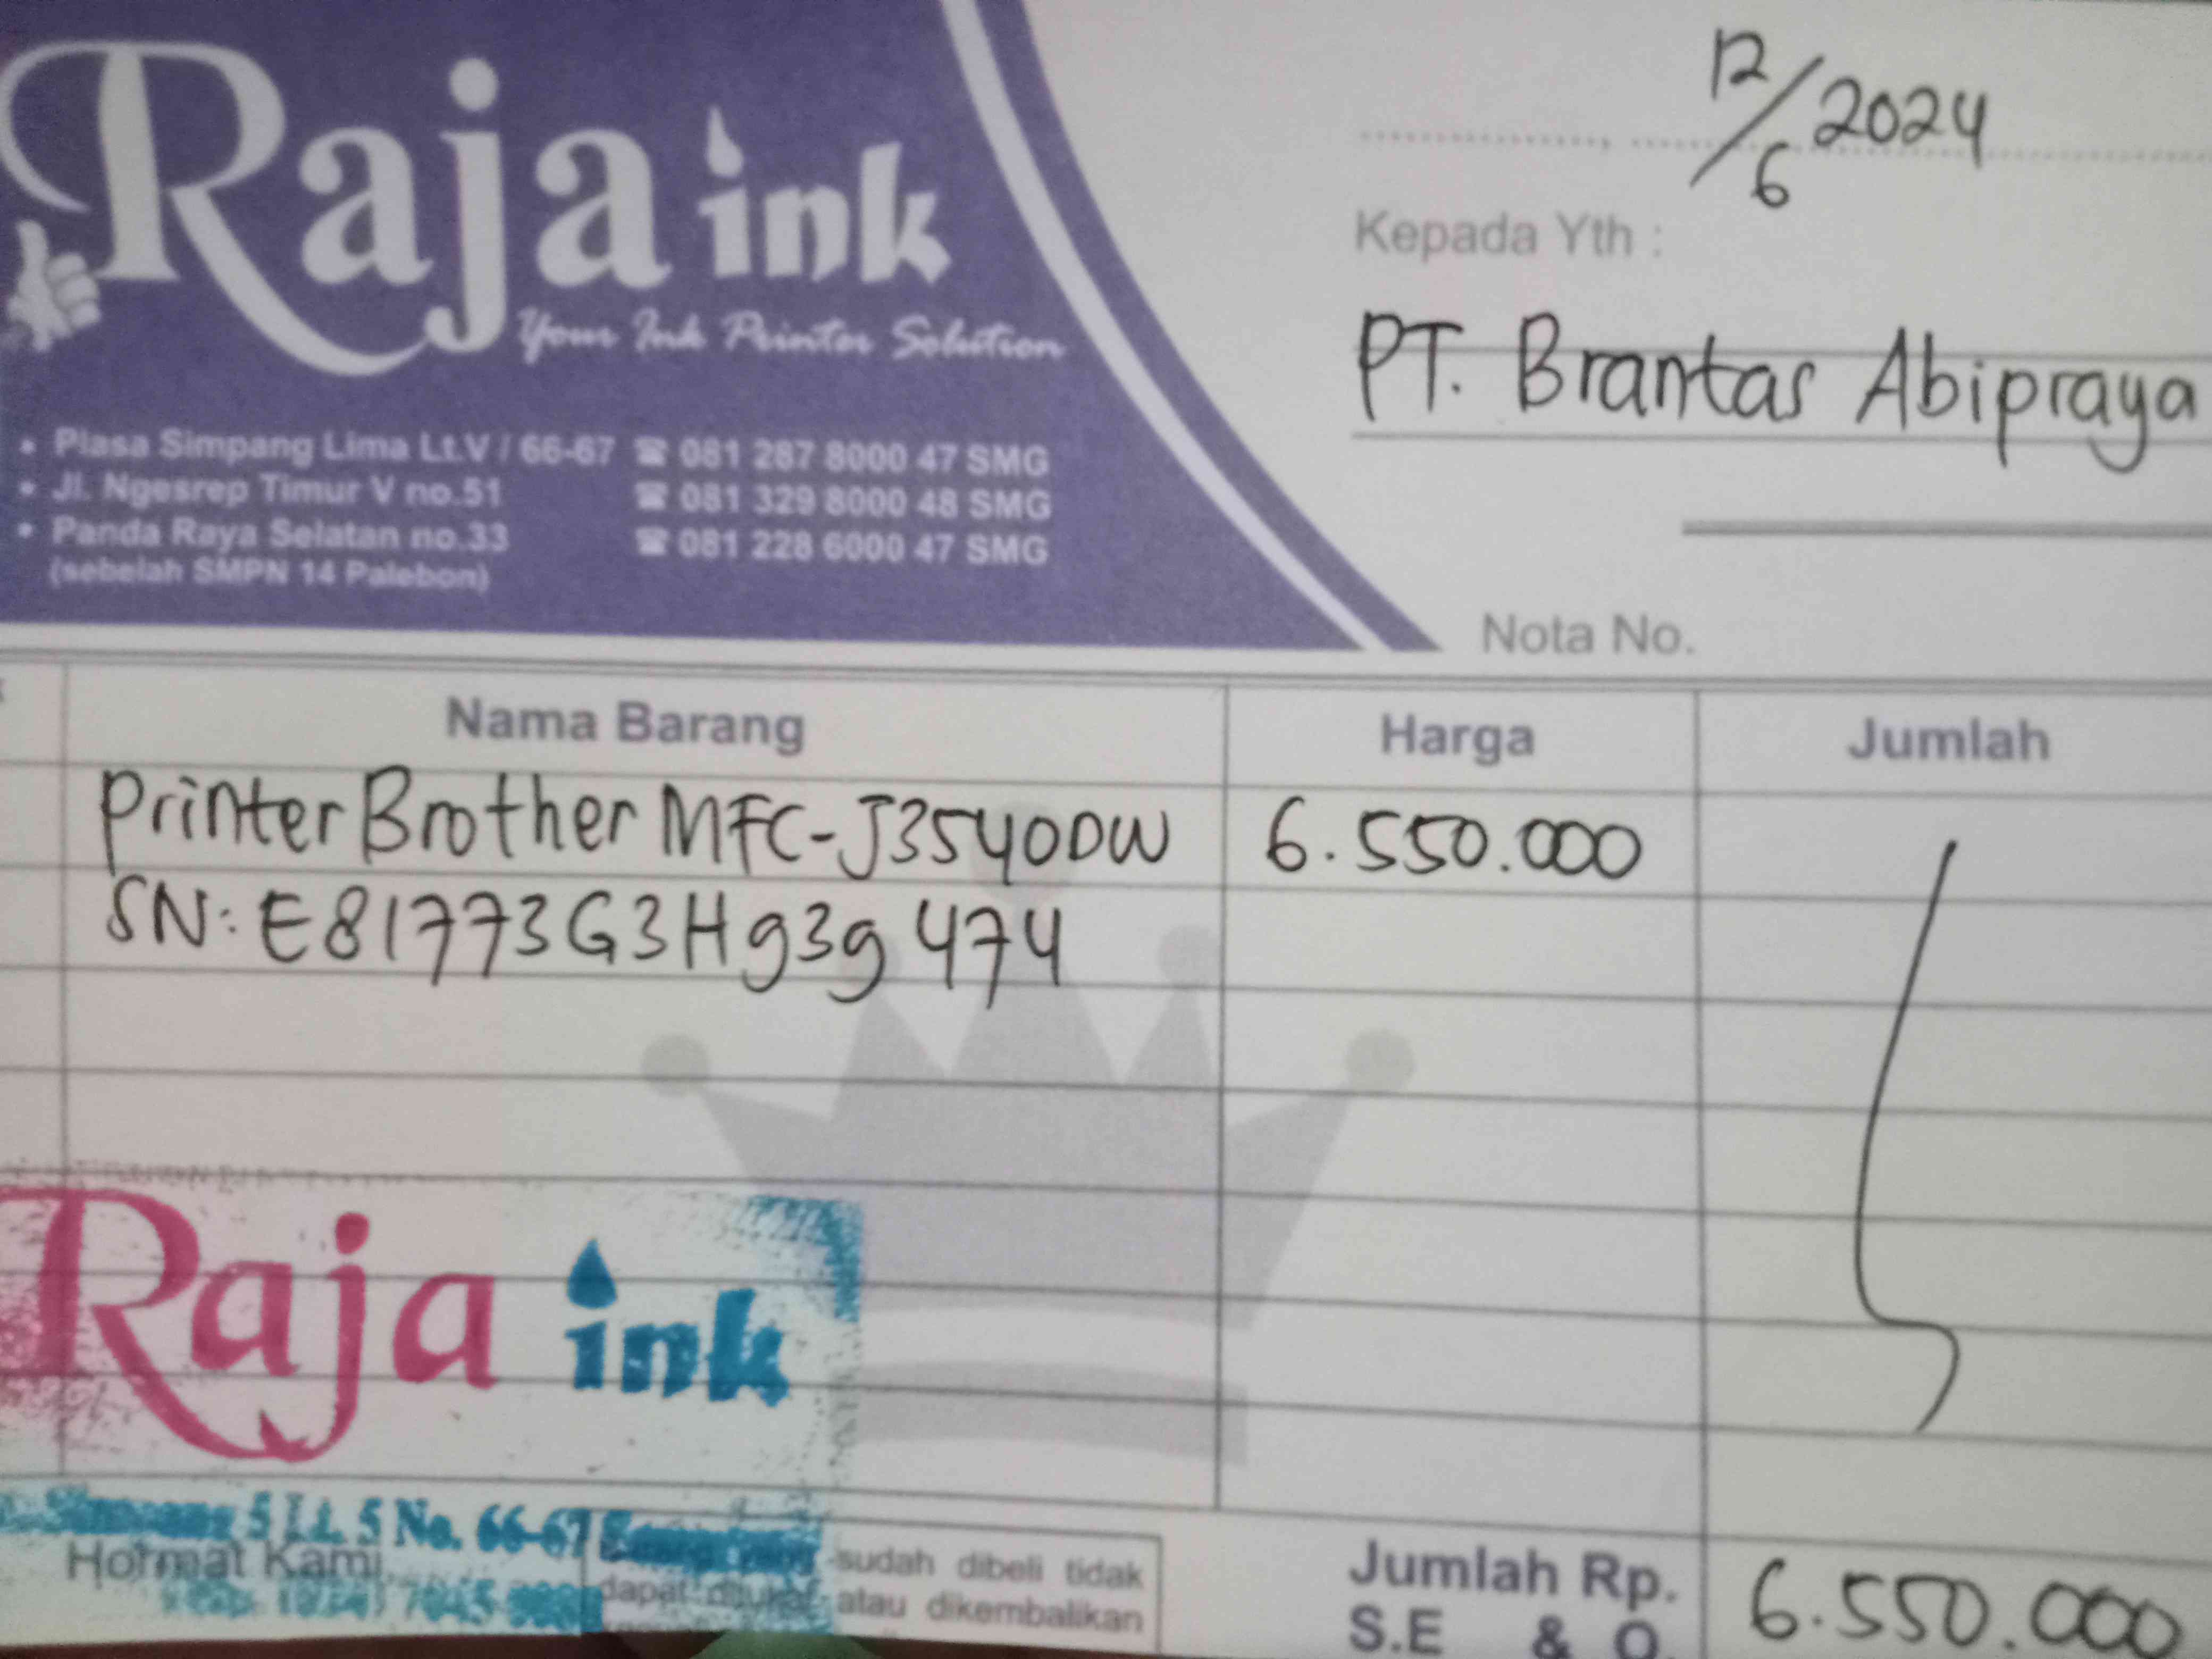 Raja ink
Your Ink Printer Solution
• Plasa Simpang Lima Lt.V / 66-67 ☎ 081 287 8000 47 SMG
• Jl. Ngesrep Timur V no.51 ☎ 081 329 8000 48 SMG
• Panda Raya Selatan no.33 ☎ 081 228 6000 47 SMG
(sebelah SMPN 14 Palebon)
12/6 2024
Kepada Yth :
PT. Brantas Abipraya
Nota No.
Nama Barang Harga Jumlah
Printer Brother MFC-J3540DW 6.550.000
SN: E81773G3H939474
Raja ink
5 Lt. 5 No. 66-67
Hormat Kami,
sudah dibeli tidak
dapat ditukar atau dikembalikan
Jumlah Rp. 6.550.000
S.E & O.